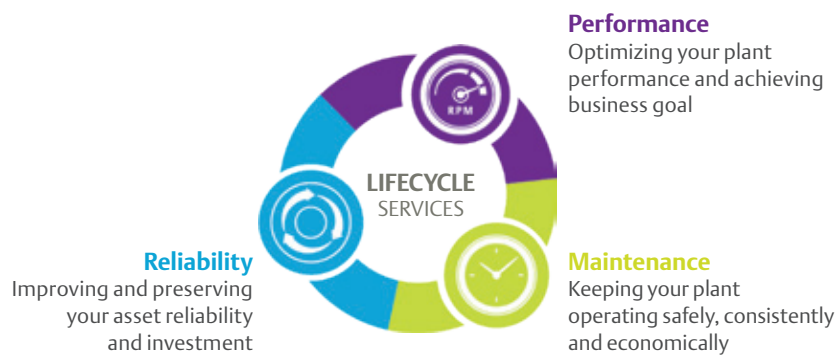 Performance
Optimizing your plant
performance and achieving
business goal
RPM
LIFECYCLE
SERVICES
Reliability
Improving and preserving
your asset reliability
and investment
Maintenance
Keeping your plant
operating safely, consistently
and economically